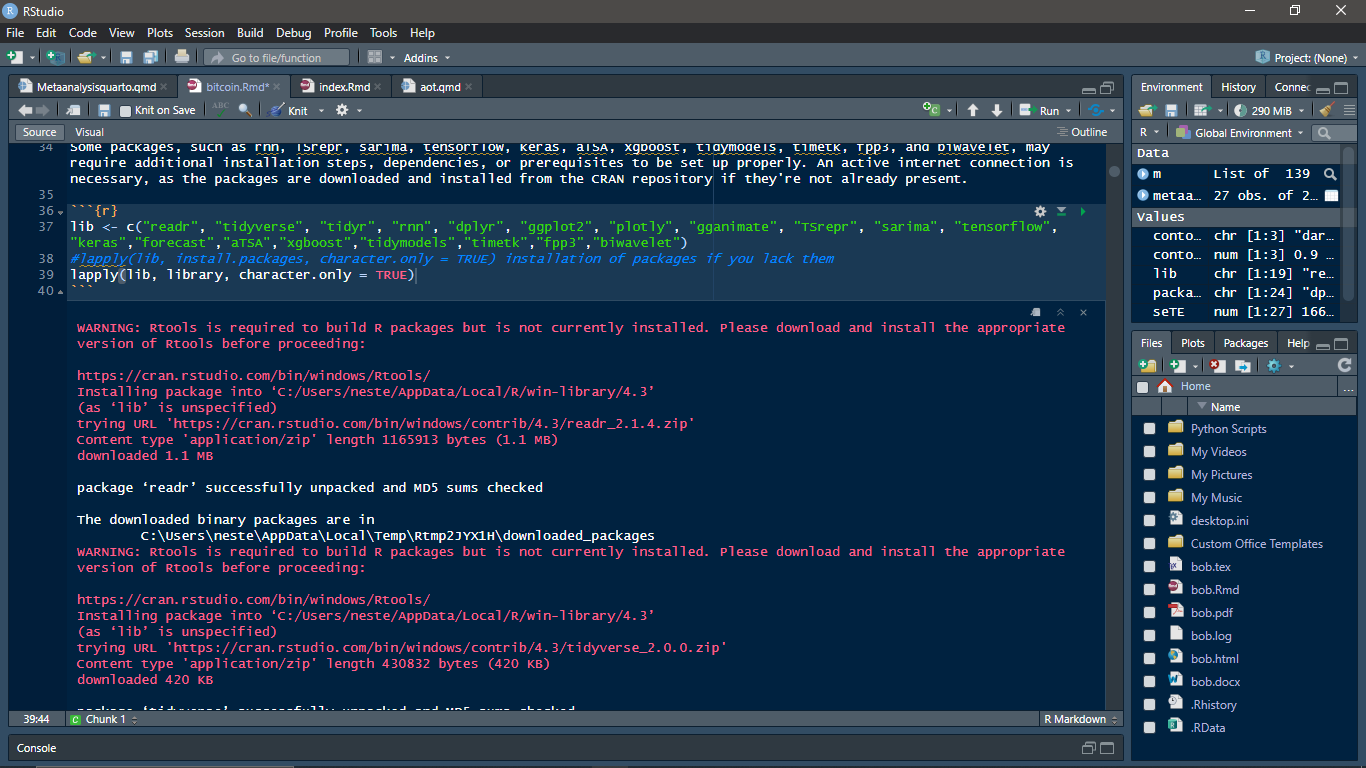 RStudio
File Edit Code View Plots Session Build Debug Profile Tools Help
Go to file/function Addins Project: (None)
Metaanalysisquarto.qmd bitcoin.Rmd* index.Rmd aot.qmd
Knit on Save ABC Knit Run
Source Visual Outline
34 Some packages, such as rnn, TSrepr, sarima, tensorflow, keras, aTSA, xgboost, tidymodels, timetk, fpp3, and biwavelet, may
require additional installation steps, dependencies, or prerequisites to be set up properly. An active internet connection is
necessary, as the packages are downloaded and installed from the CRAN repository if they're not already present.
35
36 ```{r}
37 lib <- c("readr", "tidyverse", "tidyr", "rnn", "dplyr", "ggplot2", "plotly", "gganimate", "TSrepr", "sarima", "tensorflow",
"keras","forecast","aTSA","xgboost","tidymodels","timetk","fpp3","biwavelet")
38 #lapply(lib, install.packages, character.only = TRUE) installation of packages if you lack them
39 lapply(lib, library, character.only = TRUE)
40 ```
WARNING: Rtools is required to build R packages but is not currently installed. Please download and install the appropriate
version of Rtools before proceeding:
https://cran.rstudio.com/bin/windows/Rtools/
Installing package into ‘C:/Users/neste/AppData/Local/R/win-library/4.3’
(as ‘lib’ is unspecified)
trying URL 'https://cran.rstudio.com/bin/windows/contrib/4.3/readr_2.1.4.zip'
Content type 'application/zip' length 1165913 bytes (1.1 MB)
downloaded 1.1 MB
package ‘readr’ successfully unpacked and MD5 sums checked
The downloaded binary packages are in
C:\Users\neste\AppData\Local\Temp\Rtmp2JYX1H\downloaded_packages
WARNING: Rtools is required to build R packages but is not currently installed. Please download and install the appropriate
version of Rtools before proceeding:
https://cran.rstudio.com/bin/windows/Rtools/
Installing package into ‘C:/Users/neste/AppData/Local/R/win-library/4.3’
(as ‘lib’ is unspecified)
trying URL 'https://cran.rstudio.com/bin/windows/contrib/4.3/tidyverse_2.0.0.zip'
Content type 'application/zip' length 430832 bytes (420 KB)
downloaded 420 KB
package ‘tidyverse’ successfully unpacked and MD5 sums checked
39:44 Chunk 1 R Markdown
Console
Environment History Connec
290 MiB
R Global Environment
Data
m List of 139
metaa… 27 obs. of 2…
Values
conto… chr [1:3] "dar…
conto… num [1:3] 0.9 …
lib chr [1:19] "re…
packa… chr [1:24] "dp…
seTE num [1:27] 166…
Files Plots Packages Help
Home ...
Name
Python Scripts
My Videos
My Pictures
My Music
desktop.ini
Custom Office Templates
bob.tex
bob.Rmd
bob.pdf
bob.log
bob.html
bob.docx
.Rhistory
.RData